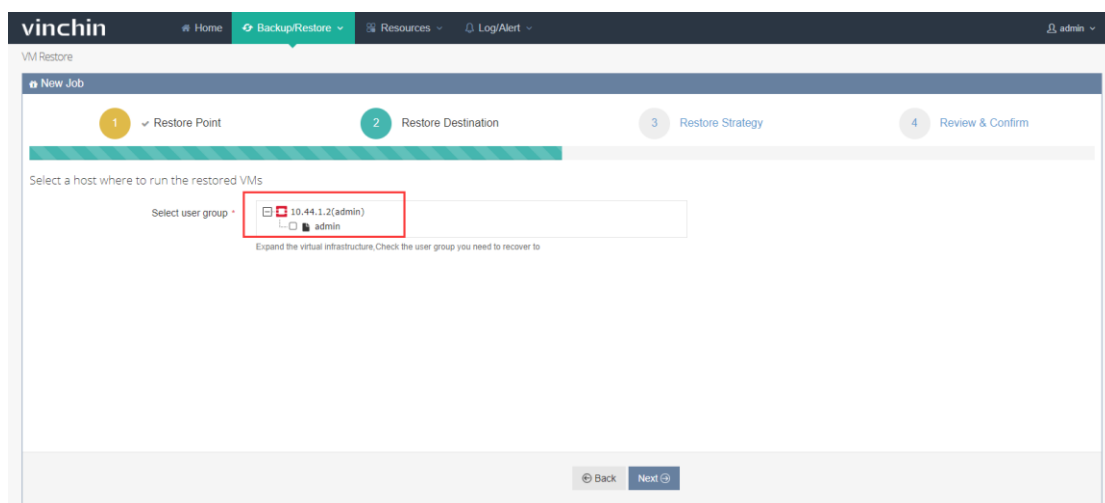 vinchin Home Backup/Restore Resources Log/Alert admin
VM Restore
New Job
1 Restore Point 2 Restore Destination 3 Restore Strategy 4 Review & Confirm
Select a host where to run the restored VMs
Select user group * 10.44.1.2(admin)
admin
Expand the virtual infrastructure,Check the user group you need to recover to
Back Next